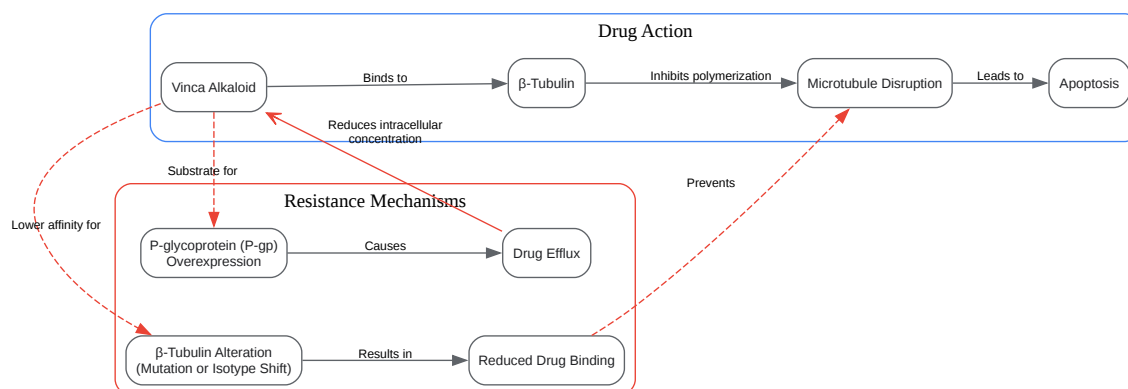 Drug Action
Vinca Alkaloid
Binds to
β-Tubulin
Inhibits polymerization
Microtubule Disruption
Leads to
Apoptosis
Reduces intracellular
concentration
Substrate for
Prevents
Lower affinity for
Resistance Mechanisms
P-glycoprotein (P-gp)
Overexpression
Causes
Drug Efflux
β-Tubulin Alteration
(Mutation or Isotype Shift)
Results in
Reduced Drug Binding